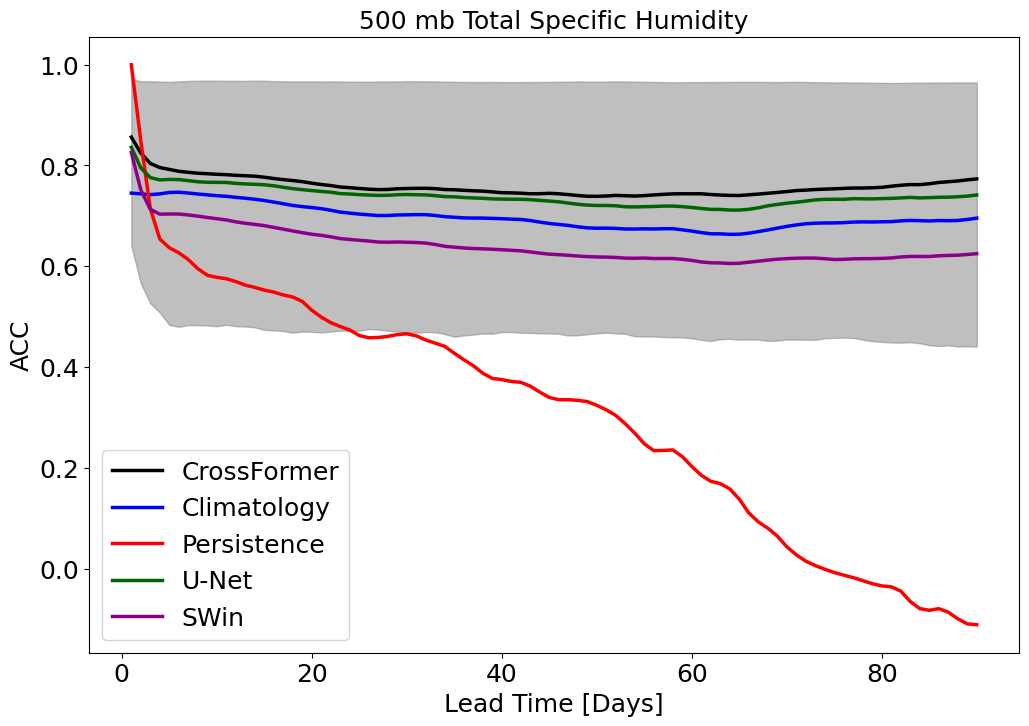 500 mb Total Specific Humidity
ACC
1.0
0.8
0.6
0.4
0.2
0.0
CrossFormer
Climatology
Persistence
U-Net
SWin
0 20 40 60 80
Lead Time [Days]